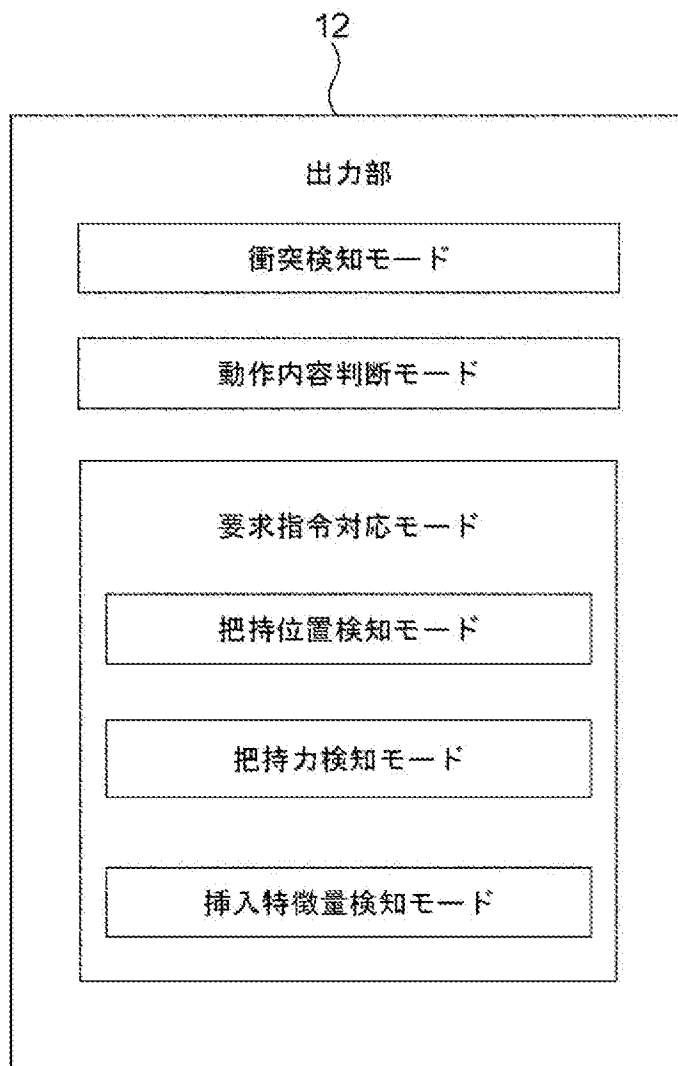 12
出力部
衝突検知モード
動作内容判断モード
要求指令対応モード
把持位置検知モード
把持力検知モード
挿入特徴量検知モード